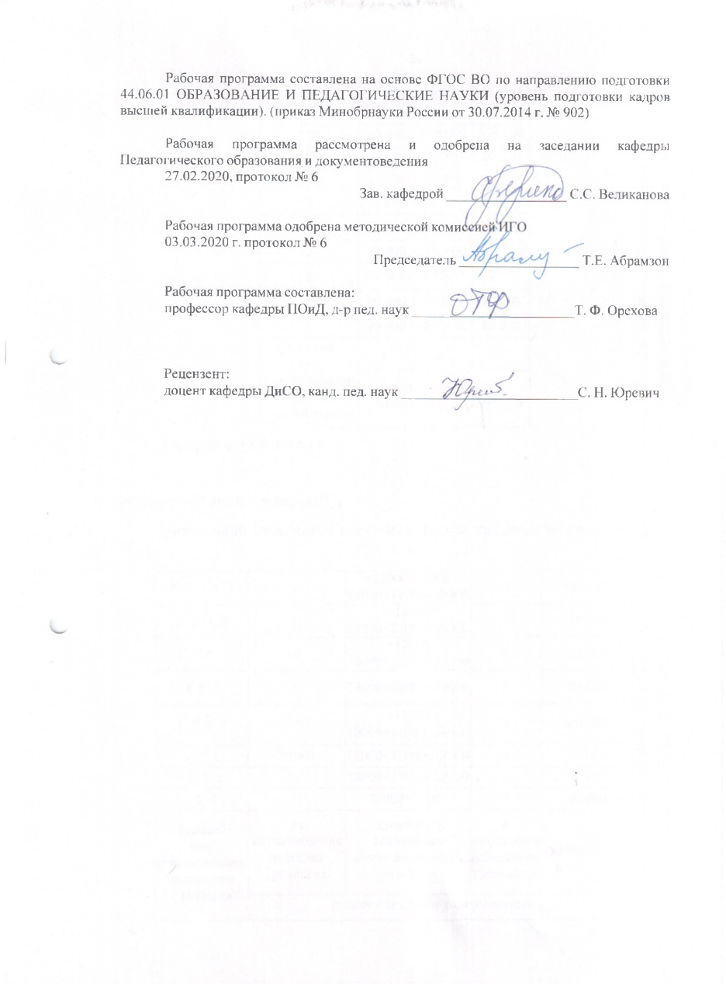 Рабочая программа составлена на основе ФГОС ВО по направлению подготовки
44.06.01 ОБРАЗОВАНИЕ И ПЕДАГОГИЧЕСКИЕ НАУКИ (уровень подготовки кадров
высшей квалификации). (приказ Минобрнауки России от 30.07.2014 г. № 902)
Рабочая программа рассмотрена и одобрена на заседании кафедры
Педагогического образования и документоведения
27.02.2020, протокол № 6
Зав. кафедрой С.С. Великанова
Рабочая программа одобрена методической комиссией ИГО
03.03.2020 г. протокол № 6
Председатель Т.Е. Абрамзон
Рабочая программа составлена:
профессор кафедры ПОиД, д-р пед. наук Т. Ф. Орехова
Рецензент:
доцент кафедры ДиСО, канд. пед. наук С. Н. Юревич